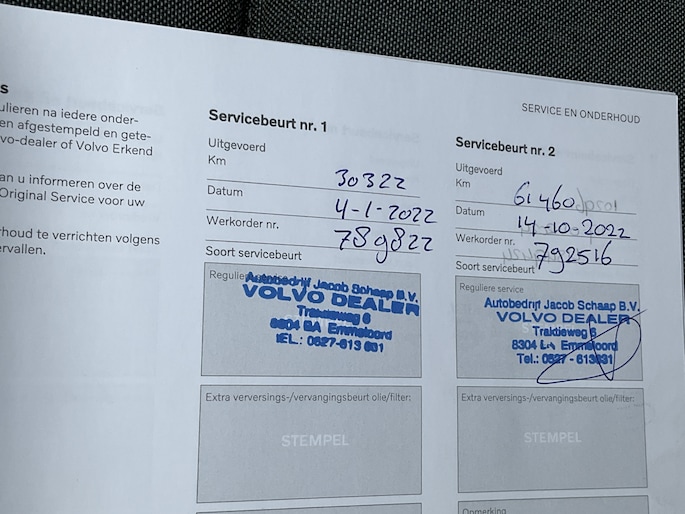 s
ulieren na iedere onder-
en afgestempeld en gete-
vo-dealer of Volvo Erkend
an u informeren over de
Original Service voor uw
houd te verrichten volgens
ervallen.
Servicebeurt nr. 1
Uitgevoerd
Km 30322
Datum 4-1-2022
Werkorder nr. 789822
Soort servicebeurt
Reguliere
Autobedrijf Jacob Schaap B.V.
VOLVO DEALER
Traktieweg 6
8304 BA Emmeloord
TEL.: 0527-613 631
Extra verversings-/vervangingsbeurt olie/filter:
STEMPEL
SERVICE EN ONDERHOUD
Servicebeurt nr. 2
Uitgevoerd
Km 61460
Datum 14-10-2022
Werkorder nr. 792516
Soort servicebeurt
Reguliere service
Autobedrijf Jacob Schaap B.V.
VOLVO DEALER
Traktieweg 6
8304 Emmeloord
Tel.: 0527 - 613631
Extra verversings-/vervangingsbeurt olie/filter:
STEMPEL
Opmerking